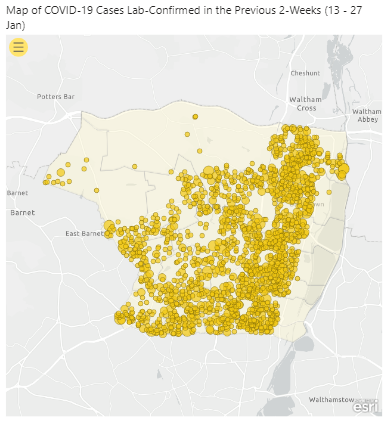 Map of COVID-19 Cases Lab-Confirmed in the Previous 2-Weeks (13 - 27
Jan)
Cheshunt
Potters Bar
Waltham
Cross
Waltham
Abbey
Barnet
Barnet
East Barnet
Walthamstow
esri